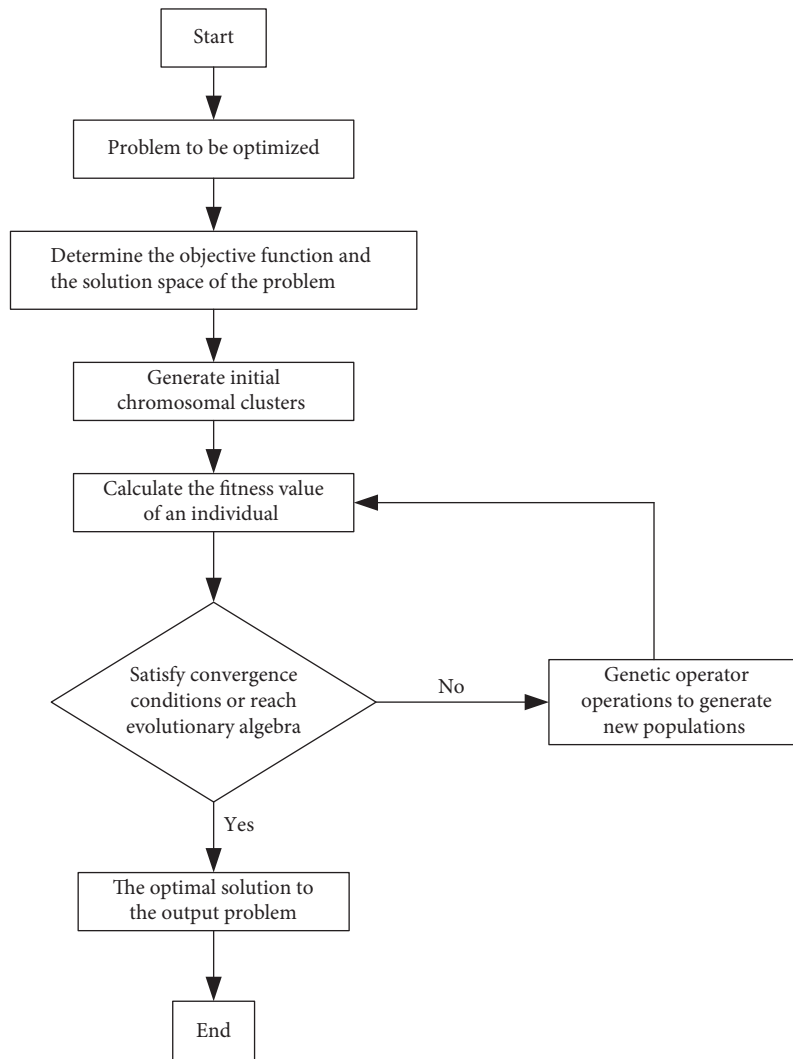 Start
Problem to be optimized
Determine the objective function and
the solution space of the problem
Generate initial
chromosomal clusters
Calculate the fitness value
of an individual
Satisfy convergence
conditions or reach
evolutionary algebra
No
Genetic operator
operations to generate
new populations
Yes
The optimal solution to
the output problem
End